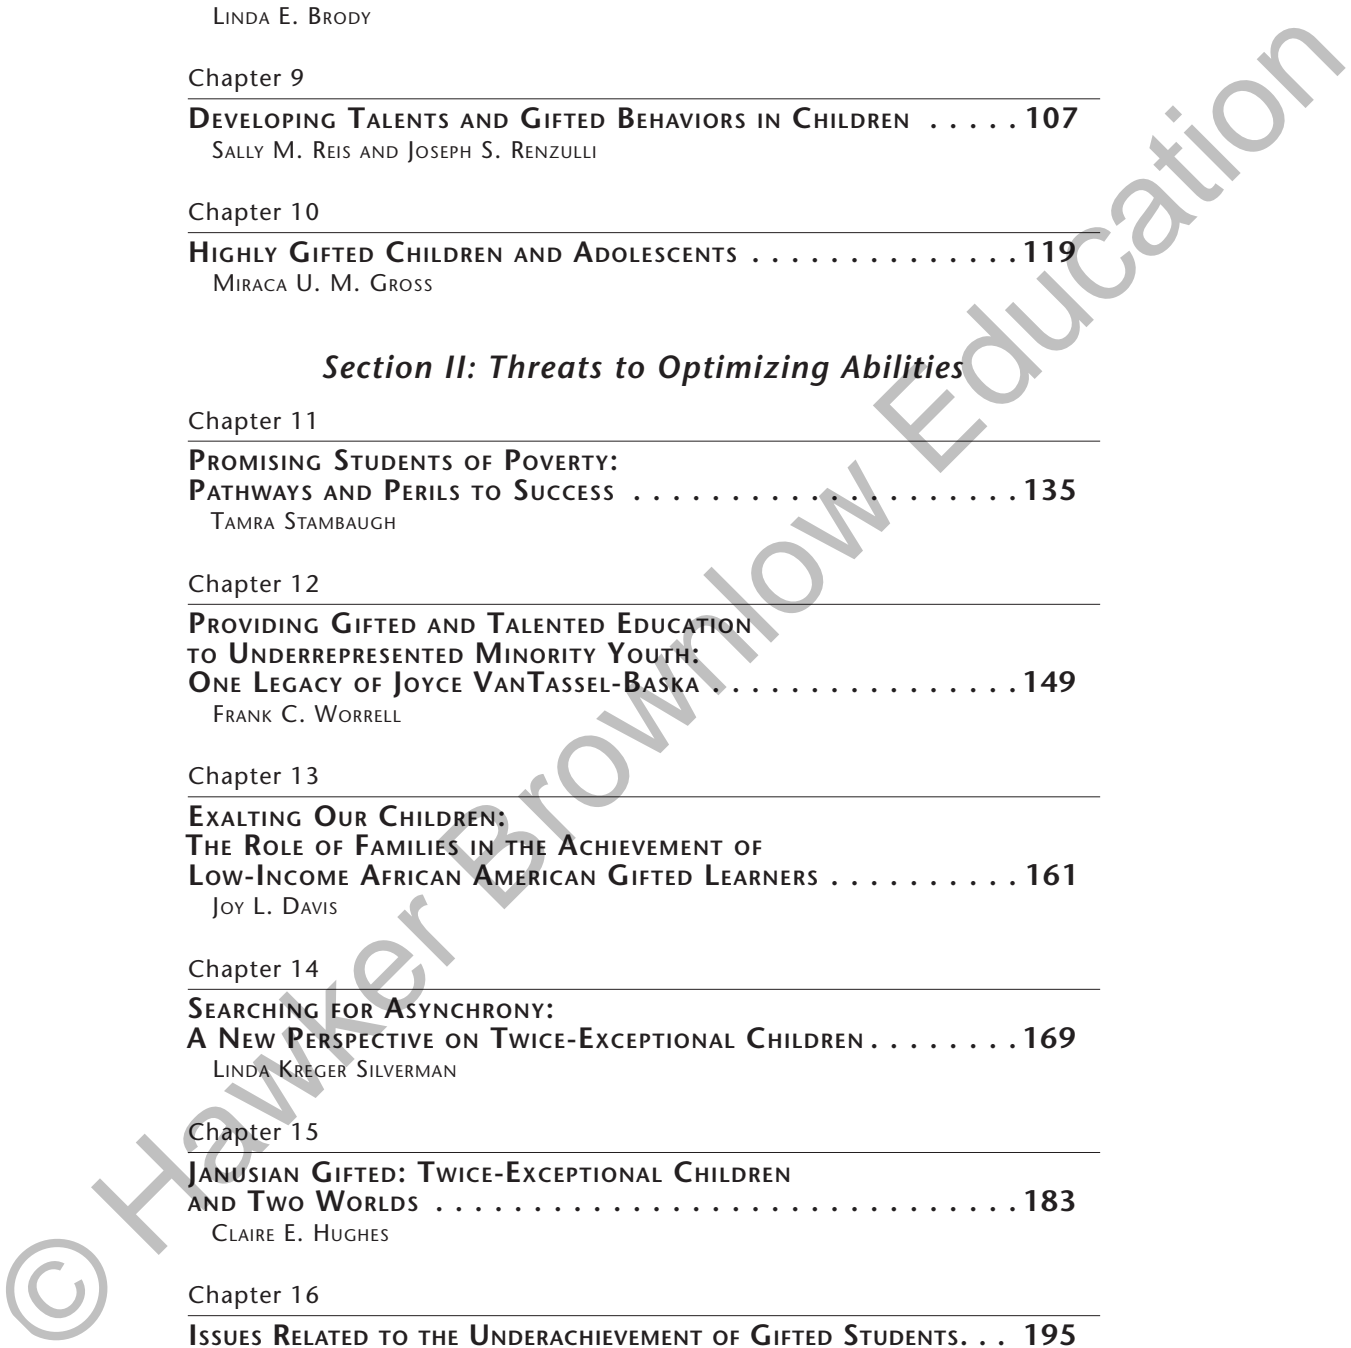 Linda E. Brody
Chapter 9
Developing Talents and Gifted Behaviors in Children . . . . . 107
Sally M. Reis and Joseph S. Renzulli
Chapter 10
Highly Gifted Children and Adolescents . . . . . . . . . . . . . . 119
Miraca U. M. Gross
Section II: Threats to Optimizing Abilities
Chapter 11
Promising Students of Poverty:
Pathways and Perils to Success . . . . . . . . . . . . . . . . . . . . 135
Tamra Stambaugh
Chapter 12
Providing Gifted and Talented Education
to Underrepresented Minority Youth:
One Legacy of Joyce VanTassel-Baska . . . . . . . . . . . . . . . . 149
Frank C. Worrell
Chapter 13
Exalting Our Children:
The Role of Families in the Achievement of
Low-Income African American Gifted Learners . . . . . . . . . . 161
Joy L. Davis
Chapter 14
Searching for Asynchrony:
A New Perspective on Twice-Exceptional Children . . . . . . . . 169
Linda Kreger Silverman
Chapter 15
Janusian Gifted: Twice-Exceptional Children
and Two Worlds . . . . . . . . . . . . . . . . . . . . . . . . . . . . . . 183
Claire E. Hughes
Chapter 16
Issues Related to the Underachievement of Gifted Students. . . 195
© Hawker Brownlow Education